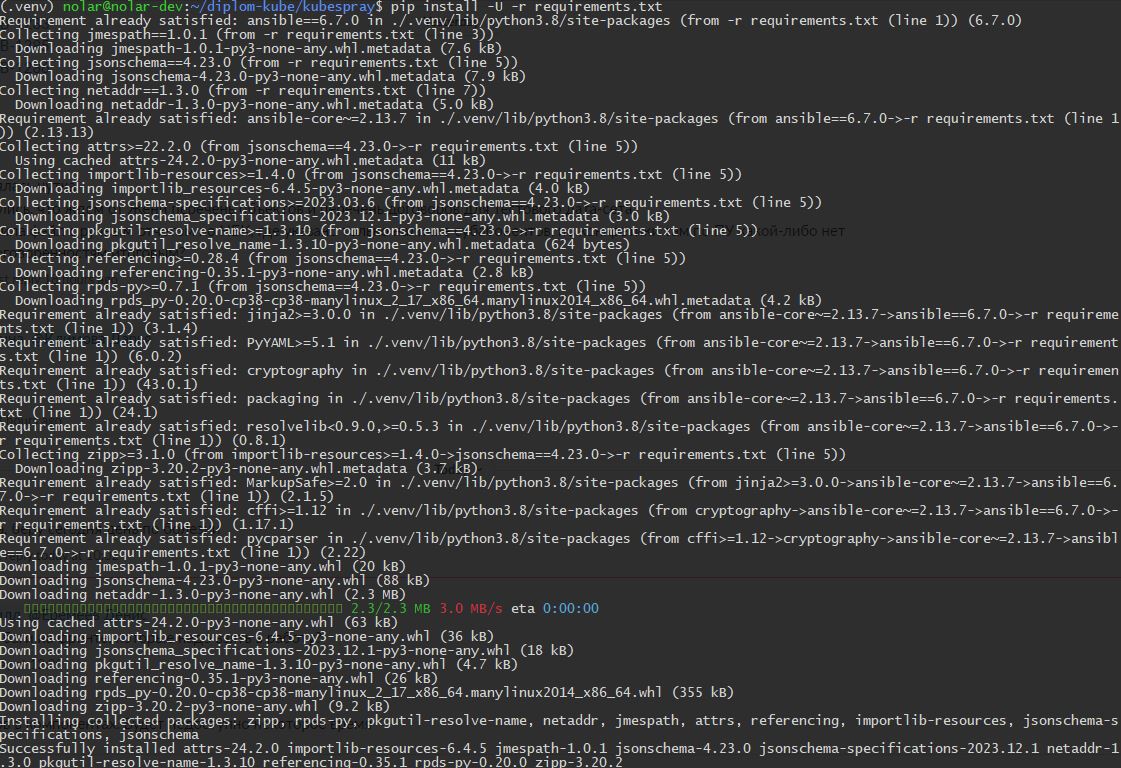 (.venv) nolar@nolar-dev:~/diplom-kube/kubespray$ pip install -U -r requirements.txt
Requirement already satisfied: ansible==6.7.0 in ./.venv/lib/python3.8/site-packages (from -r requirements.txt (line 1)) (6.7.0)
Collecting jmespath==1.0.1 (from -r requirements.txt (line 3))
  Downloading jmespath-1.0.1-py3-none-any.whl.metadata (7.6 kB)
Collecting jsonschema==4.23.0 (from -r requirements.txt (line 5))
  Downloading jsonschema-4.23.0-py3-none-any.whl.metadata (7.9 kB)
Collecting netaddr==1.3.0 (from -r requirements.txt (line 7))
  Downloading netaddr-1.3.0-py3-none-any.whl.metadata (5.0 kB)
Requirement already satisfied: ansible-core~=2.13.7 in ./.venv/lib/python3.8/site-packages (from ansible==6.7.0->-r requirements.txt (line 1
)) (2.13.13)
Collecting attrs>=22.2.0 (from jsonschema==4.23.0->-r requirements.txt (line 5))
  Using cached attrs-24.2.0-py3-none-any.whl.metadata (11 kB)
Collecting importlib-resources>=1.4.0 (from jsonschema==4.23.0->-r requirements.txt (line 5))
  Downloading importlib_resources-6.4.5-py3-none-any.whl.metadata (4.0 kB)
Collecting jsonschema-specifications>=2023.03.6 (from jsonschema==4.23.0->-r requirements.txt (line 5))
  Downloading jsonschema_specifications-2023.12.1-py3-none-any.whl.metadata (3.0 kB)
Collecting pkgutil-resolve-name>=1.3.10 (from jsonschema==4.23.0->-r requirements.txt (line 5))
  Downloading pkgutil_resolve_name-1.3.10-py3-none-any.whl.metadata (624 bytes)
Collecting referencing>=0.28.4 (from jsonschema==4.23.0->-r requirements.txt (line 5))
  Downloading referencing-0.35.1-py3-none-any.whl.metadata (2.8 kB)
Collecting rpds-py>=0.7.1 (from jsonschema==4.23.0->-r requirements.txt (line 5))
  Downloading rpds_py-0.20.0-cp38-cp38-manylinux_2_17_x86_64.manylinux2014_x86_64.whl.metadata (4.2 kB)
Requirement already satisfied: jinja2>=3.0.0 in ./.venv/lib/python3.8/site-packages (from ansible-core~=2.13.7->ansible==6.7.0->-r requireme
nts.txt (line 1)) (3.1.4)
Requirement already satisfied: PyYAML>=5.1 in ./.venv/lib/python3.8/site-packages (from ansible-core~=2.13.7->ansible==6.7.0->-r requirement
s.txt (line 1)) (6.0.2)
Requirement already satisfied: cryptography in ./.venv/lib/python3.8/site-packages (from ansible-core~=2.13.7->ansible==6.7.0->-r requiremen
ts.txt (line 1)) (43.0.1)
Requirement already satisfied: packaging in ./.venv/lib/python3.8/site-packages (from ansible-core~=2.13.7->ansible==6.7.0->-r requirements.
txt (line 1)) (24.1)
Requirement already satisfied: resolvelib<0.9.0,>=0.5.3 in ./.venv/lib/python3.8/site-packages (from ansible-core~=2.13.7->ansible==6.7.0->-
r requirements.txt (line 1)) (0.8.1)
Collecting zipp>=3.1.0 (from importlib-resources>=1.4.0->jsonschema==4.23.0->-r requirements.txt (line 5))
  Downloading zipp-3.20.2-py3-none-any.whl.metadata (3.7 kB)
Requirement already satisfied: MarkupSafe>=2.0 in ./.venv/lib/python3.8/site-packages (from jinja2>=3.0.0->ansible-core~=2.13.7->ansible==6.
7.0->-r requirements.txt (line 1)) (2.1.5)
Requirement already satisfied: cffi>=1.12 in ./.venv/lib/python3.8/site-packages (from cryptography->ansible-core~=2.13.7->ansible==6.7.0->-
r requirements.txt (line 1)) (1.17.1)
Requirement already satisfied: pycparser in ./.venv/lib/python3.8/site-packages (from cffi>=1.12->cryptography->ansible-core~=2.13.7->ansibl
e==6.7.0->-r requirements.txt (line 1)) (2.22)
Downloading jmespath-1.0.1-py3-none-any.whl (20 kB)
Downloading jsonschema-4.23.0-py3-none-any.whl (88 kB)
Downloading netaddr-1.3.0-py3-none-any.whl (2.3 MB)
2.3/2.3 MB 3.0 MB/s eta 0:00:00
Using cached attrs-24.2.0-py3-none-any.whl (63 kB)
Downloading importlib_resources-6.4.5-py3-none-any.whl (36 kB)
Downloading jsonschema_specifications-2023.12.1-py3-none-any.whl (18 kB)
Downloading pkgutil_resolve_name-1.3.10-py3-none-any.whl (4.7 kB)
Downloading referencing-0.35.1-py3-none-any.whl (26 kB)
Downloading rpds_py-0.20.0-cp38-cp38-manylinux_2_17_x86_64.manylinux2014_x86_64.whl (355 kB)
Downloading zipp-3.20.2-py3-none-any.whl (9.2 kB)
Installing collected packages: zipp, rpds-py, pkgutil-resolve-name, netaddr, jmespath, attrs, referencing, importlib-resources, jsonschema-s
pecifications, jsonschema
Successfully installed attrs-24.2.0 importlib-resources-6.4.5 jmespath-1.0.1 jsonschema-4.23.0 jsonschema-specifications-2023.12.1 netaddr-1
.3.0 pkgutil-resolve-name-1.3.10 referencing-0.35.1 rpds-py-0.20.0 zipp-3.20.2